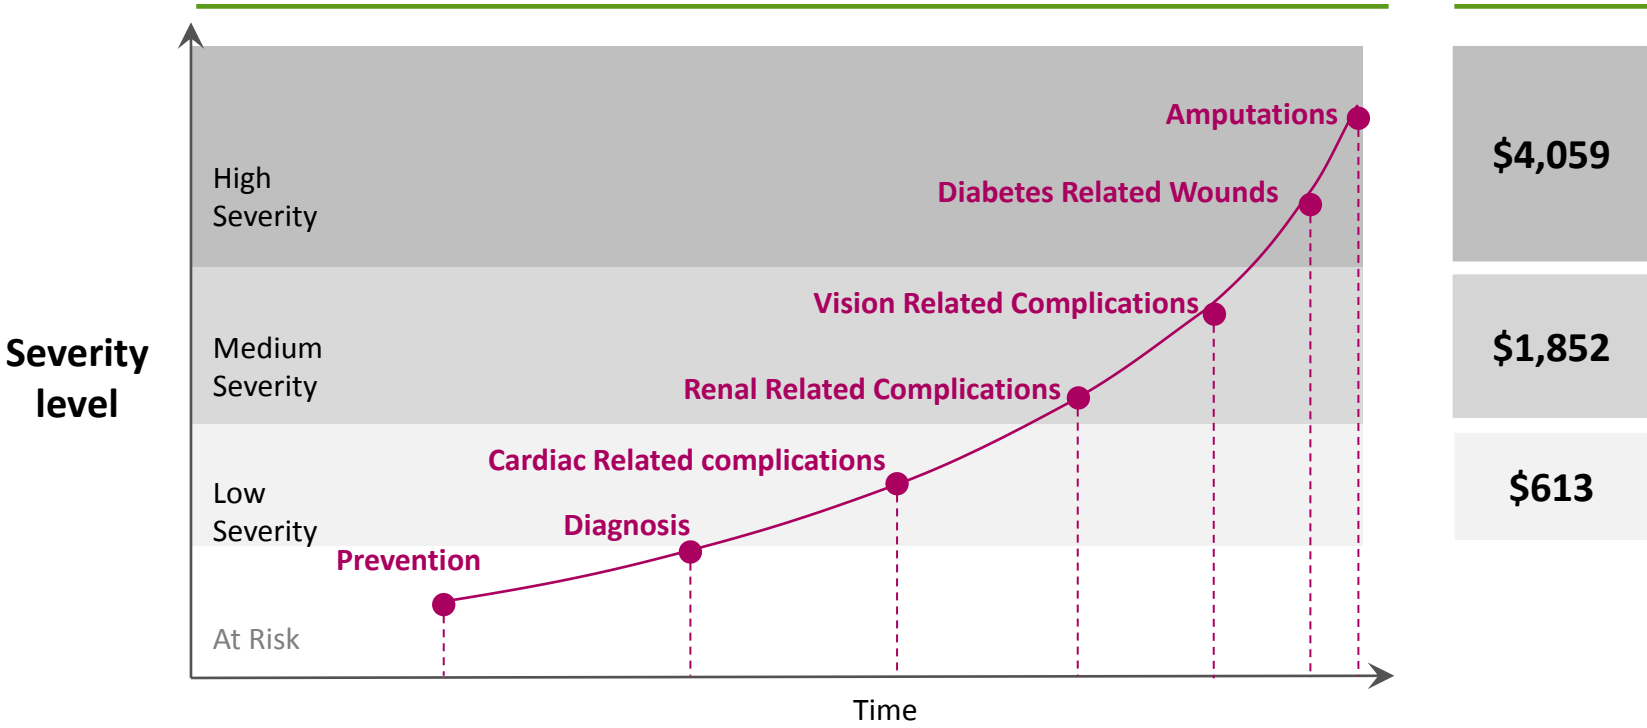 Amputations
$4,059
High
Severity
Diabetes Related Wounds
Vision Related Complications
Severity
level
Medium
Severity
$1,852
Renal Related Complications
Cardiac Related complications
Low
Severity
$613
Diagnosis
Prevention
At Risk
Time